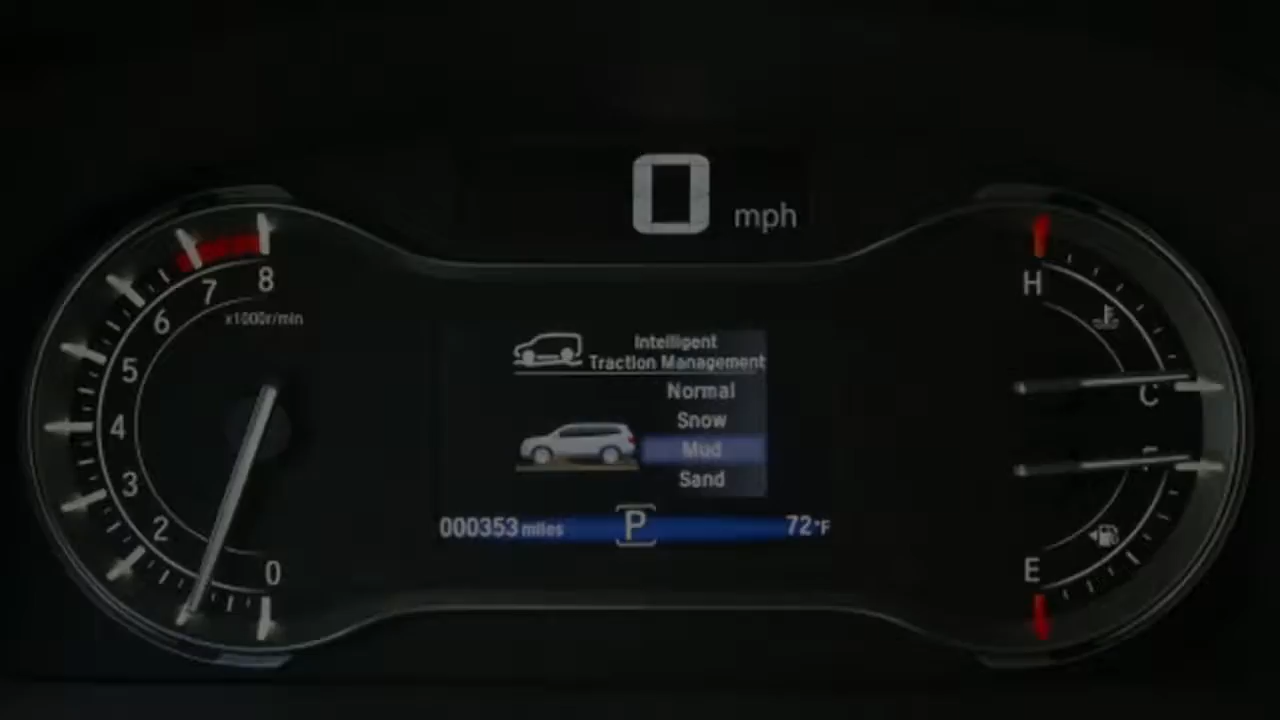 0 mph
8
7
6
5
4
3
2
0
x1000r/min
Intelligent
Traction Management
Normal
Snow
Mud
Sand
000353 miles
P
72°F
H
C
E